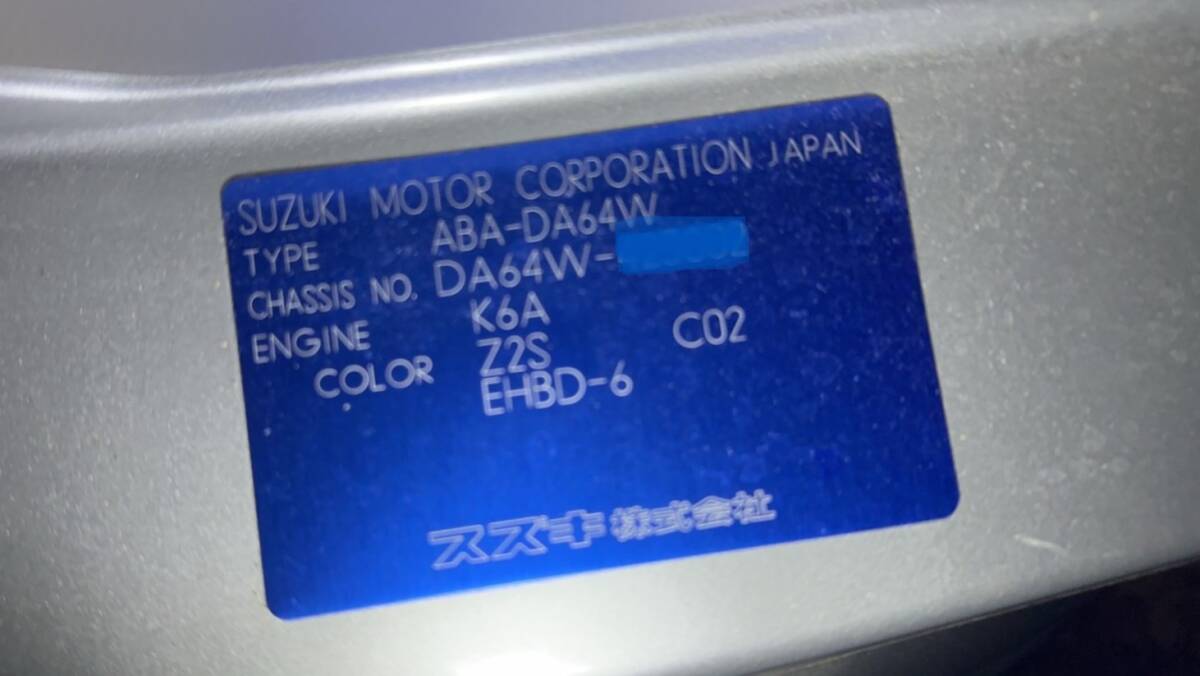 SUZUKI MOTOR CORPORATION JAPAN
TYPE ABA-DA64W
CHASSIS NO. DA64W-
ENGINE K6A
COLOR Z2S C02
EHBD-6
スズキ株式会社